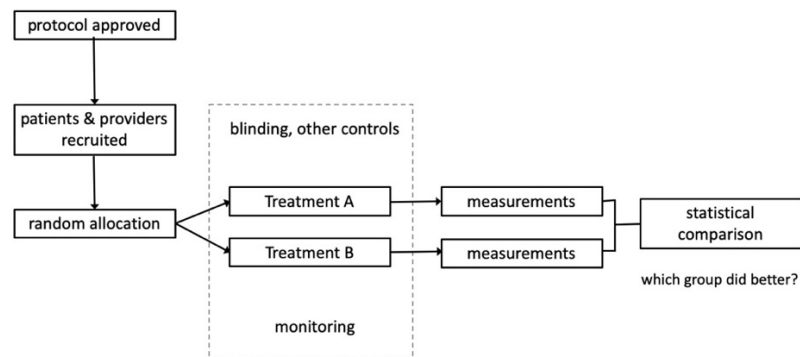 protocol approved
patients & providers
recruited
random allocation
blinding, other controls
Treatment A
Treatment B
monitoring
measurements
measurements
statistical
comparison
which group did better?